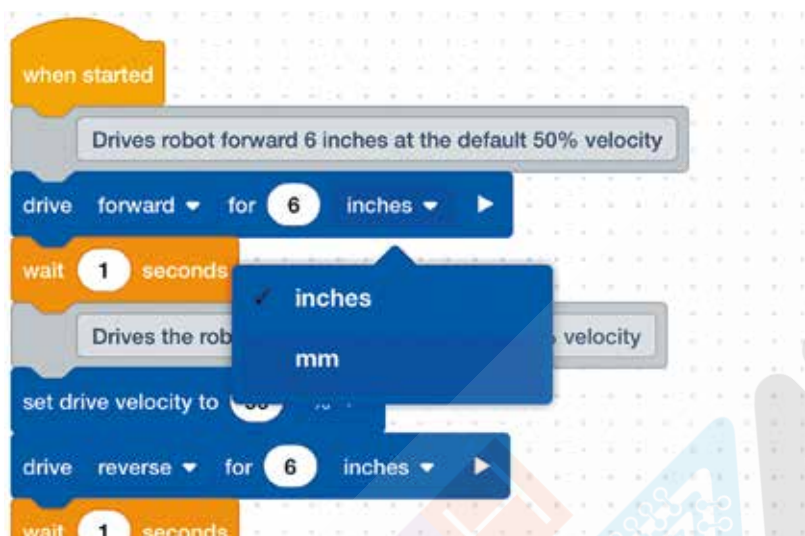 when started
Drives robot forward 6 inches at the default 50% velocity
drive forward for 6 inches
wait 1 seconds
inches
mm
Drives the velocity
set drive velocity to
drive reverse for 6 inches
wait 1 seconds